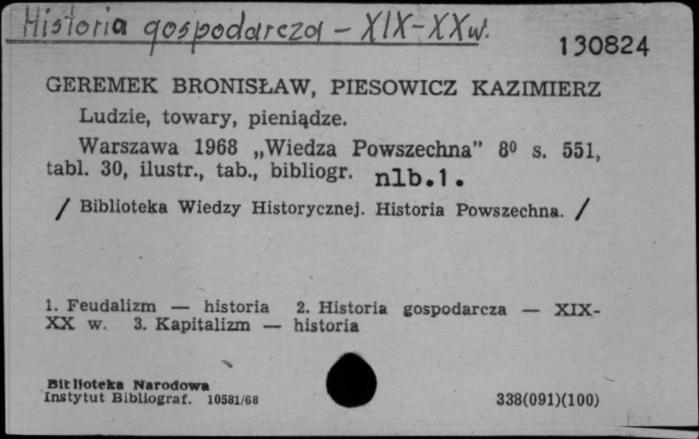 Historia gospodarcza - XIX-XXw.
130824
GEREMEK BRONISŁAW, PIESOWICZ KAZIMIERZ
Ludzie, towary, pieniądze.
Warszawa 1968 „Wiedza Powszechna” 8⁰ s. 551,
tabl. 30, ilustr., tab., bibliogr. nlb.1.
/ Biblioteka Wiedzy Historycznej. Historia Powszechna. /
1. Feudalizm — historia 2. Historia gospodarcza — XIX-
XX w. 3. Kapitalizm — historia
Biblioteka Narodowa
Instytut Bibliograf. 10581/68
338(091)(100)